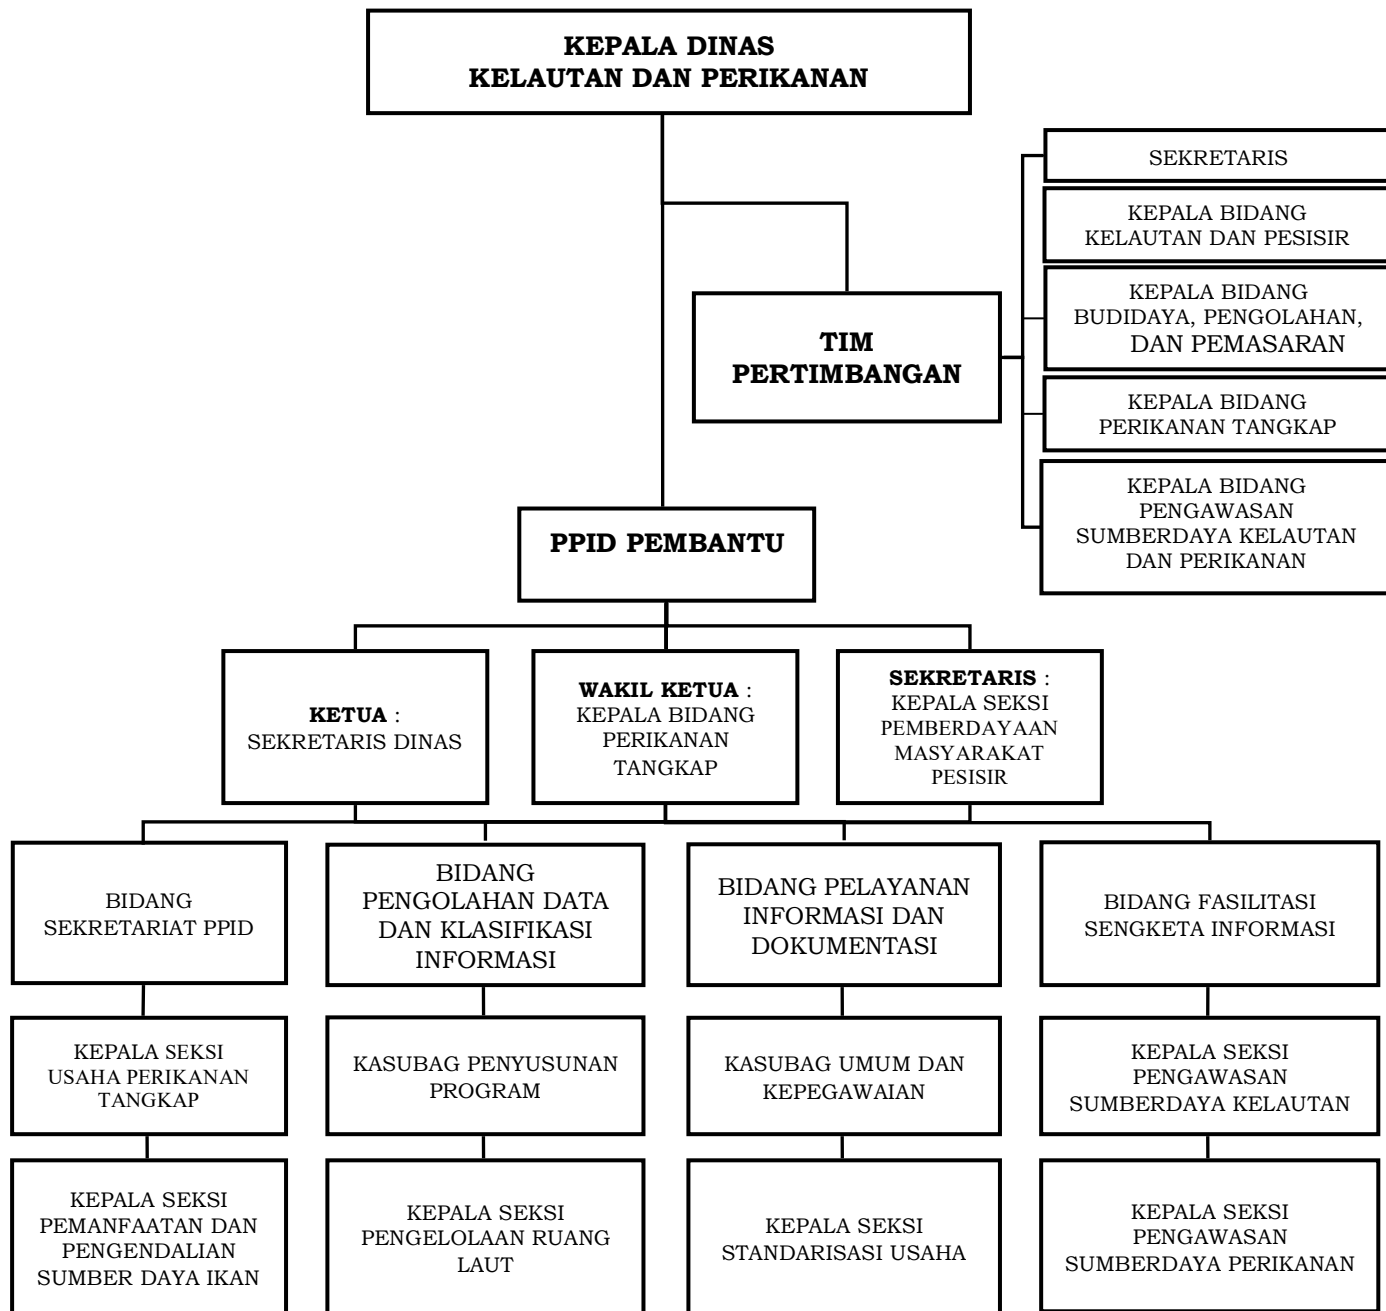 KEPALA DINAS
KELAUTAN DAN PERIKANAN
SEKRETARIS
KEPALA BIDANG
KELAUTAN DAN PESISIR
KEPALA BIDANG
BUDIDAYA, PENGOLAHAN,
DAN PEMASARAN
KEPALA BIDANG
PERIKANAN TANGKAP
KEPALA BIDANG
PENGAWASAN
SUMBERDAYA KELAUTAN
DAN PERIKANAN
TIM
PERTIMBANGAN
PPID PEMBANTU
KETUA :
SEKRETARIS DINAS
WAKIL KETUA :
KEPALA BIDANG
PERIKANAN
TANGKAP
SEKRETARIS :
KEPALA SEKSI
PEMBERDAYAAN
MASYARAKAT
PESISIR
BIDANG
SEKRETARIAT PPID
BIDANG
PENGOLAHAN DATA
DAN KLASIFIKASI
INFORMASI
BIDANG PELAYANAN
INFORMASI DAN
DOKUMENTASI
BIDANG FASILITASI
SENGKETA INFORMASI
KEPALA SEKSI
USAHA PERIKANAN
TANGKAP
KASUBAG PENYUSUNAN
PROGRAM
KASUBAG UMUM DAN
KEPEGAWAIAN
KEPALA SEKSI
PENGAWASAN
SUMBERDAYA KELAUTAN
KEPALA SEKSI
PEMANFAATAN DAN
PENGENDALIAN
SUMBER DAYA IKAN
KEPALA SEKSI
PENGELOLAAN RUANG
LAUT
KEPALA SEKSI
STANDARISASI USAHA
KEPALA SEKSI
PENGAWASAN
SUMBERDAYA PERIKANAN